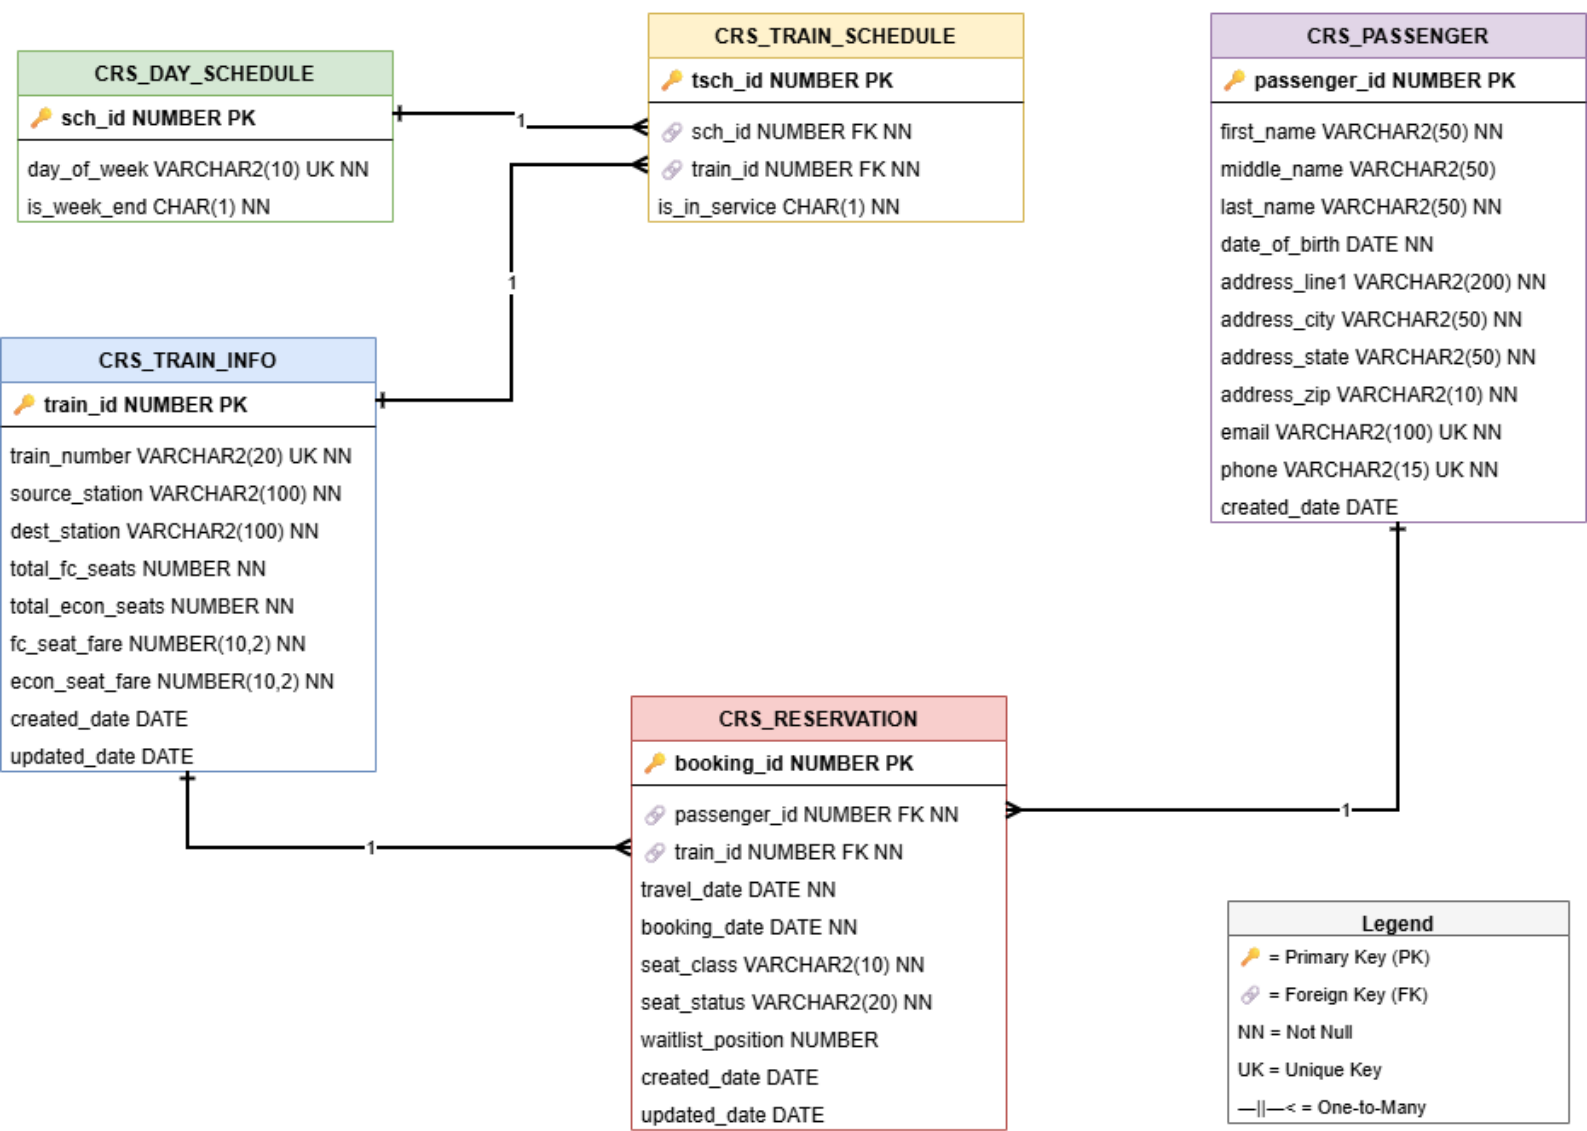 CRS_DAY_SCHEDULE
sch_id NUMBER PK
day_of_week VARCHAR2(10) UK NN
is_week_end CHAR(1) NN
CRS_TRAIN_SCHEDULE
tsch_id NUMBER PK
sch_id NUMBER FK NN
train_id NUMBER FK NN
is_in_service CHAR(1) NN
CRS_PASSENGER
passenger_id NUMBER PK
first_name VARCHAR2(50) NN
middle_name VARCHAR2(50)
last_name VARCHAR2(50) NN
date_of_birth DATE NN
address_line1 VARCHAR2(200) NN
address_city VARCHAR2(50) NN
address_state VARCHAR2(50) NN
address_zip VARCHAR2(10) NN
email VARCHAR2(100) UK NN
phone VARCHAR2(15) UK NN
created_date DATE
1
1
CRS_TRAIN_INFO
train_id NUMBER PK
train_number VARCHAR2(20) UK NN
source_station VARCHAR2(100) NN
dest_station VARCHAR2(100) NN
total_fc_seats NUMBER NN
total_econ_seats NUMBER NN
fc_seat_fare NUMBER(10,2) NN
econ_seat_fare NUMBER(10,2) NN
created_date DATE
updated_date DATE
1
1
CRS_RESERVATION
booking_id NUMBER PK
passenger_id NUMBER FK NN
train_id NUMBER FK NN
travel_date DATE NN
booking_date DATE NN
seat_class VARCHAR2(10) NN
seat_status VARCHAR2(20) NN
waitlist_position NUMBER
created_date DATE
updated_date DATE
Legend
= Primary Key (PK)
= Foreign Key (FK)
NN = Not Null
UK = Unique Key
—||—< = One-to-Many